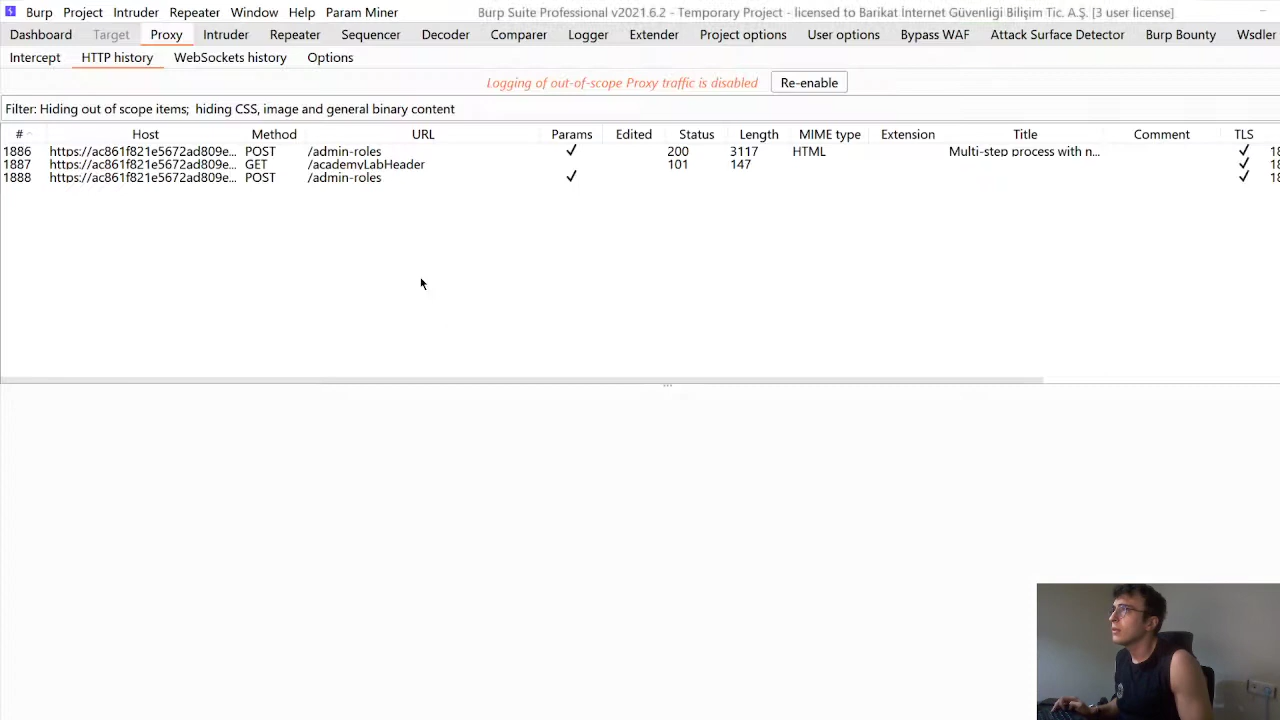 Burp Project Intruder Repeater Window Help Param Miner Burp Suite Professional v2021.6.2 - Temporary Project - licensed to Barikat İnternet Güvenliği Bilişim Tic. A.Ş. [3 user license]
Dashboard Target Proxy Intruder Repeater Sequencer Decoder Comparer Logger Extender Project options User options Bypass WAF Attack Surface Detector Burp Bounty Wsdler
Intercept HTTP history WebSockets history Options
Logging of out-of-scope Proxy traffic is disabled Re-enable
Filter: Hiding out of scope items; hiding CSS, image and general binary content
# Host Method URL Params Edited Status Length MIME type Extension Title Comment TLS
1886 https://ac861f821e5672ad809e... POST /admin-roles ✓ 200 3117 HTML Multi-step process with n... ✓ 18
1887 https://ac861f821e5672ad809e... GET /academyLabHeader 101 147 ✓ 18
1888 https://ac861f821e5672ad809e... POST /admin-roles ✓ ✓ 18